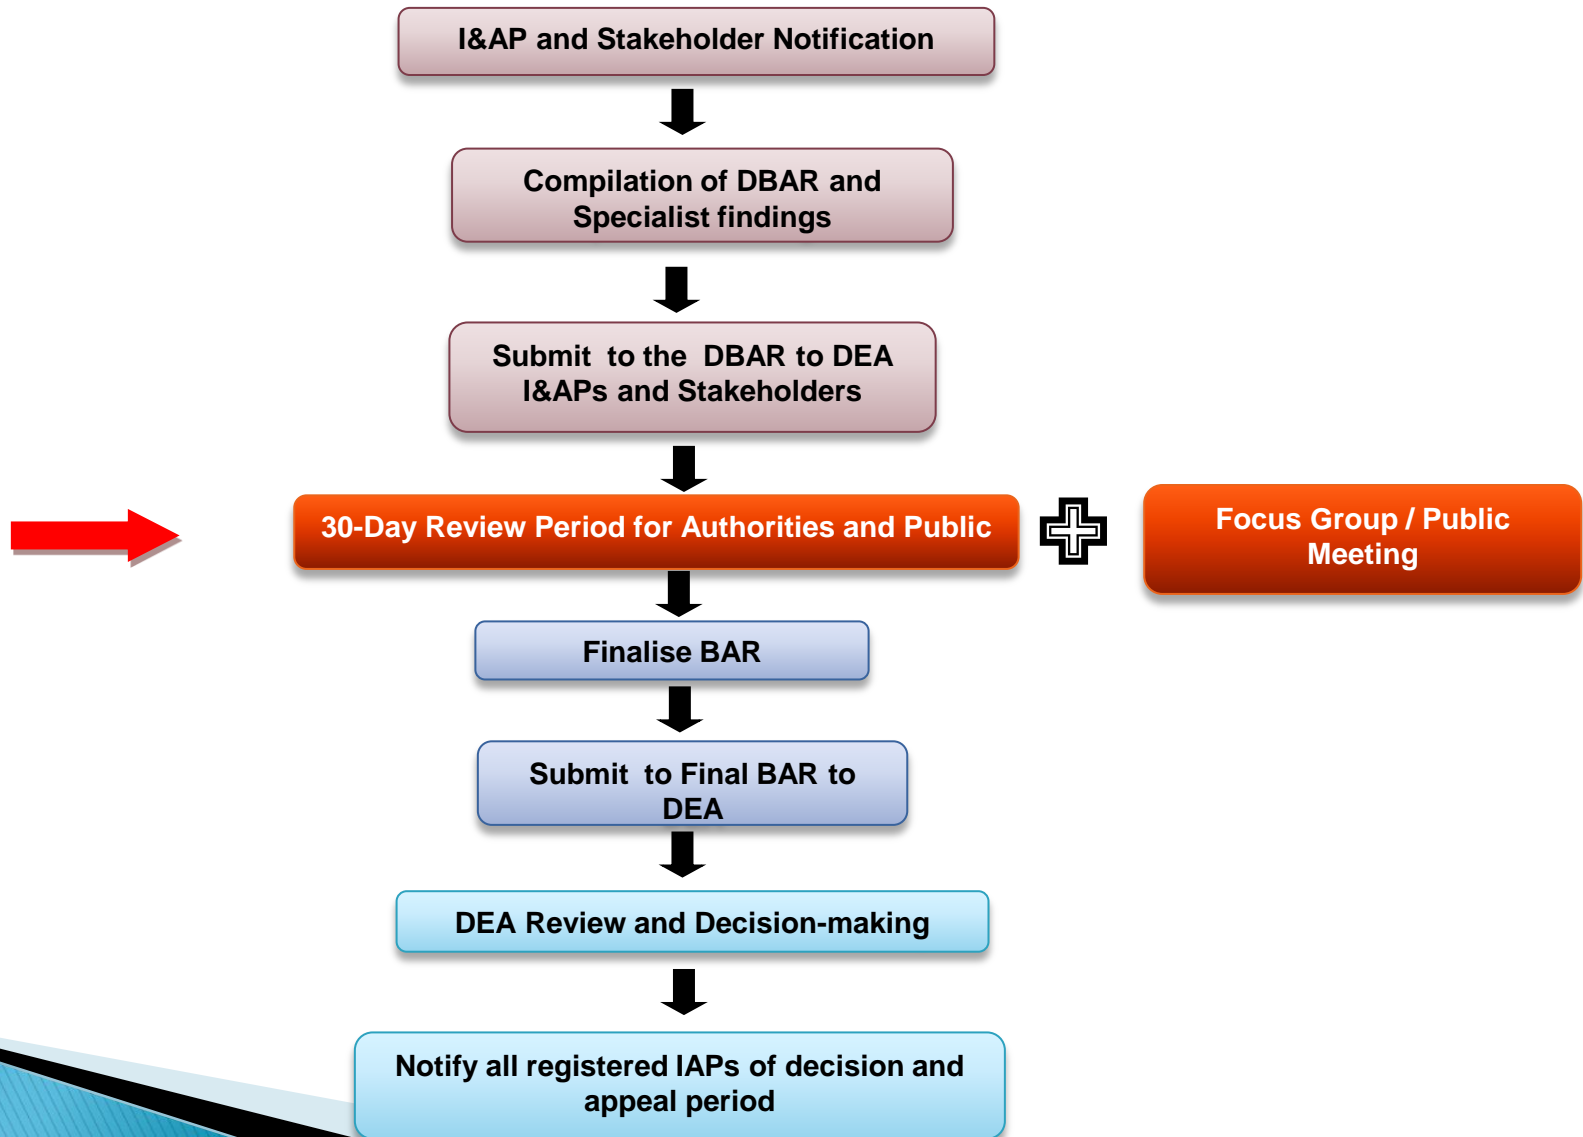 I&AP and Stakeholder Notification
Compilation of DBAR and
Specialist findings
Submit to the DBAR to DEA
I&APs and Stakeholders
30-Day Review Period for Authorities and Public
Focus Group / Public
Meeting
Finalise BAR
Submit to Final BAR to
DEA
DEA Review and Decision-making
Notify all registered IAPs of decision and
appeal period